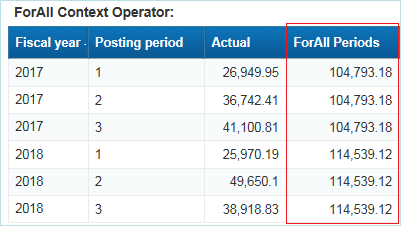 ForAll Context Operator:
Fiscal year Posting period Actual ForAll Periods
2017 1 26,949.95 104,793.18
2017 2 36,742.41 104,793.18
2017 3 41,100.81 104,793.18
2018 1 25,970.19 114,539.12
2018 2 49,650.1 114,539.12
2018 3 38,918.83 114,539.12